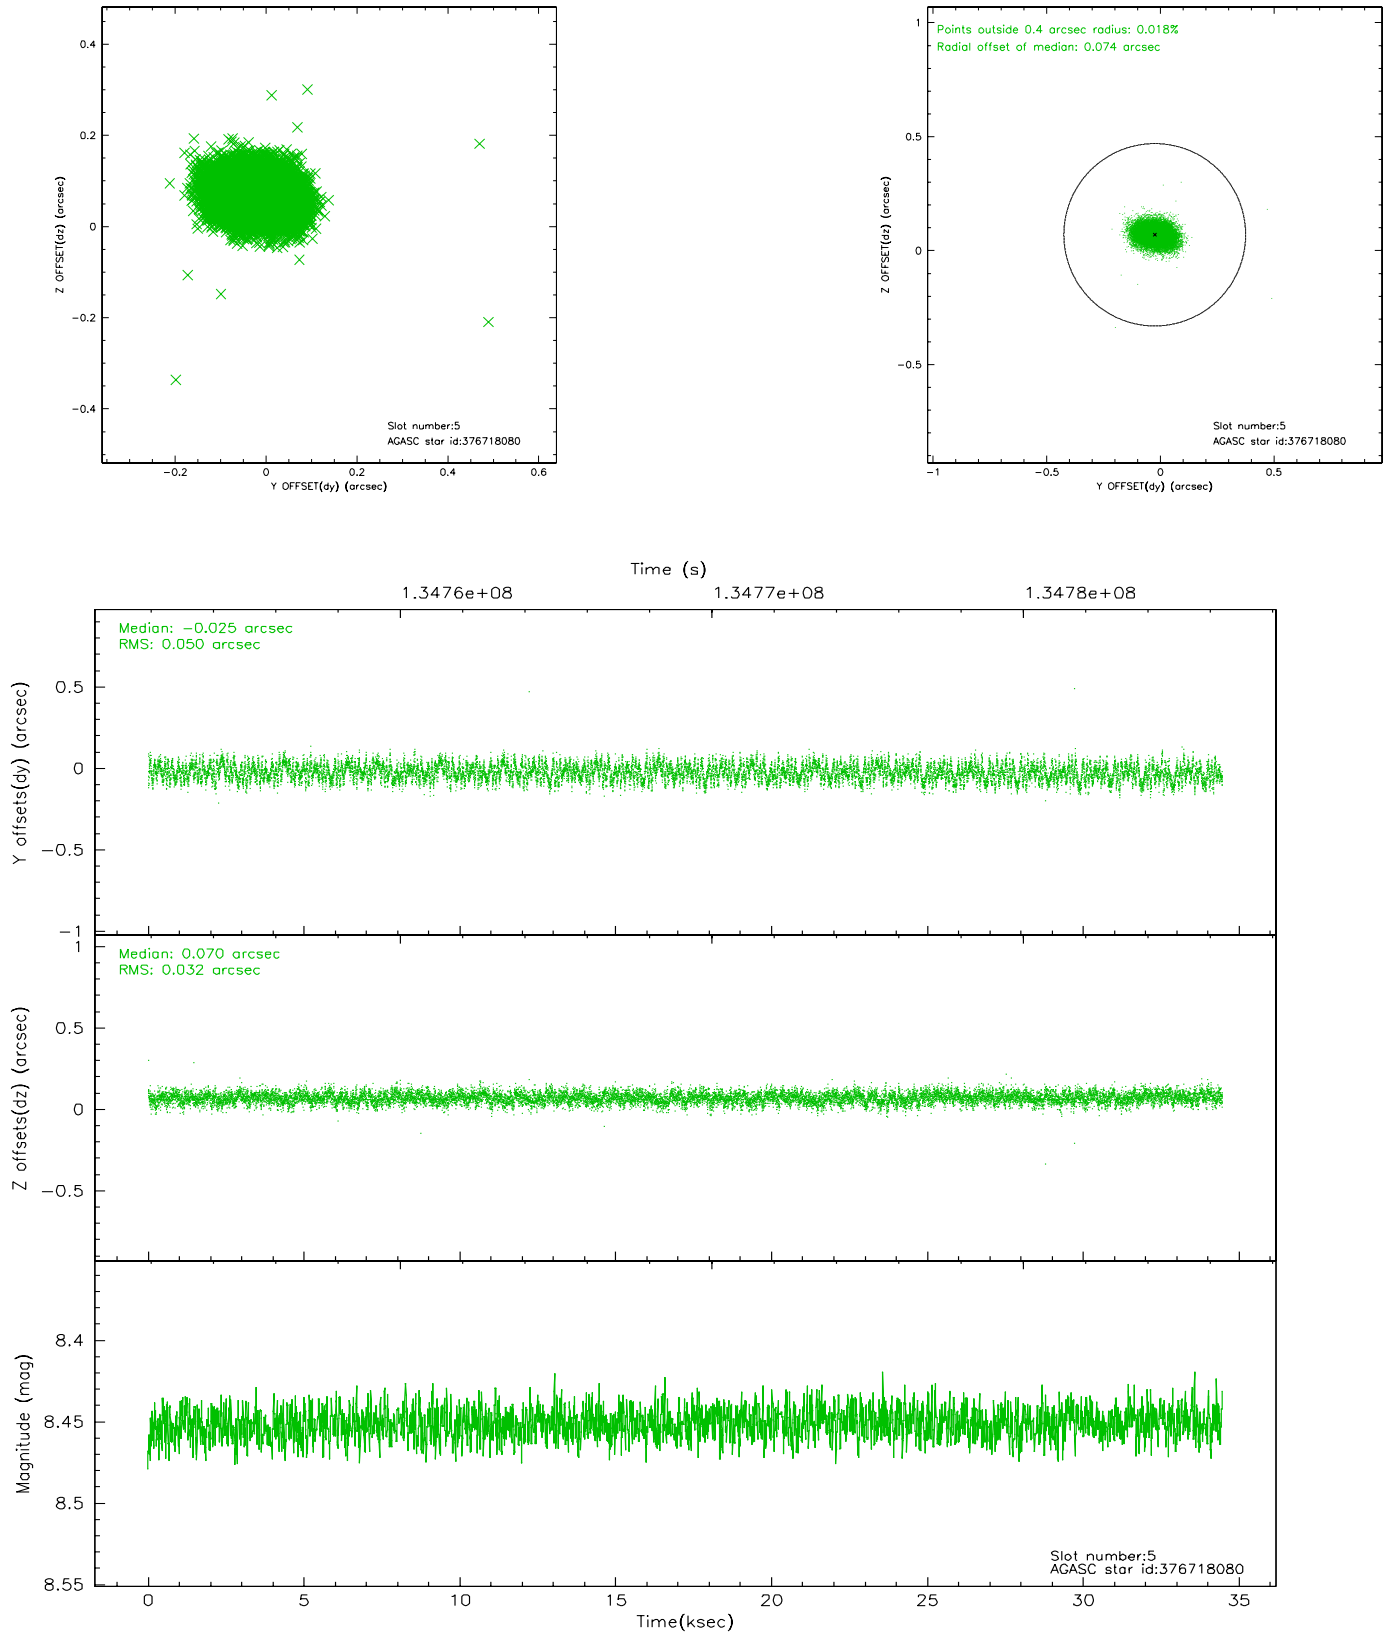 0.4
0.2
0
−0.2
−0.4
Z OFFSET(dz) (arcsec)
Slot number:5
AGASC star id:376718080
−0.2
0
0.2
0.4
0.6
Y OFFSET(dy) (arcsec)
Points outside 0.4 arcsec radius: 0.018%
Radial offset of median: 0.074 arcsec
1
0.5
0
−0.5
Z OFFSET(dz) (arcsec)
Slot number:5
AGASC star id:376718080
−1
−0.5
0
0.5
Y OFFSET(dy) (arcsec)
Time (s)
1.3476e+08
1.3477e+08
1.3478e+08
Median: −0.025 arcsec
RMS: 0.050 arcsec
0.5
0
−0.5
−1
Y offsets(dy) (arcsec)
Median: 0.070 arcsec
RMS: 0.032 arcsec
1
0.5
0
−0.5
Z offsets(dz) (arcsec)
8.4
8.45
8.5
8.55
Magnitude (mag)
Slot number:5
AGASC star id:376718080
0
5
10
15
20
25
30
35
Time(ksec)